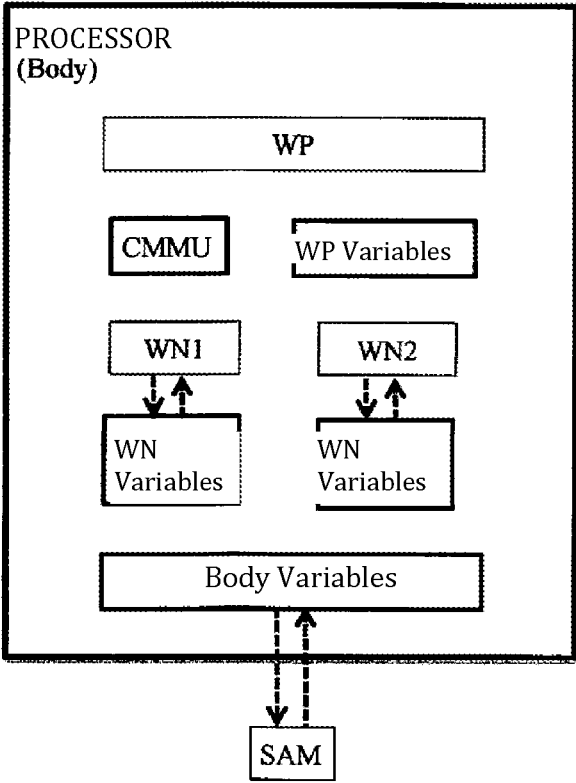 PROCESSOR
(Body)
WP
CMMU
WP Variables
WN1
WN2
WN
Variables
WN
Variables
Body Variables
SAM